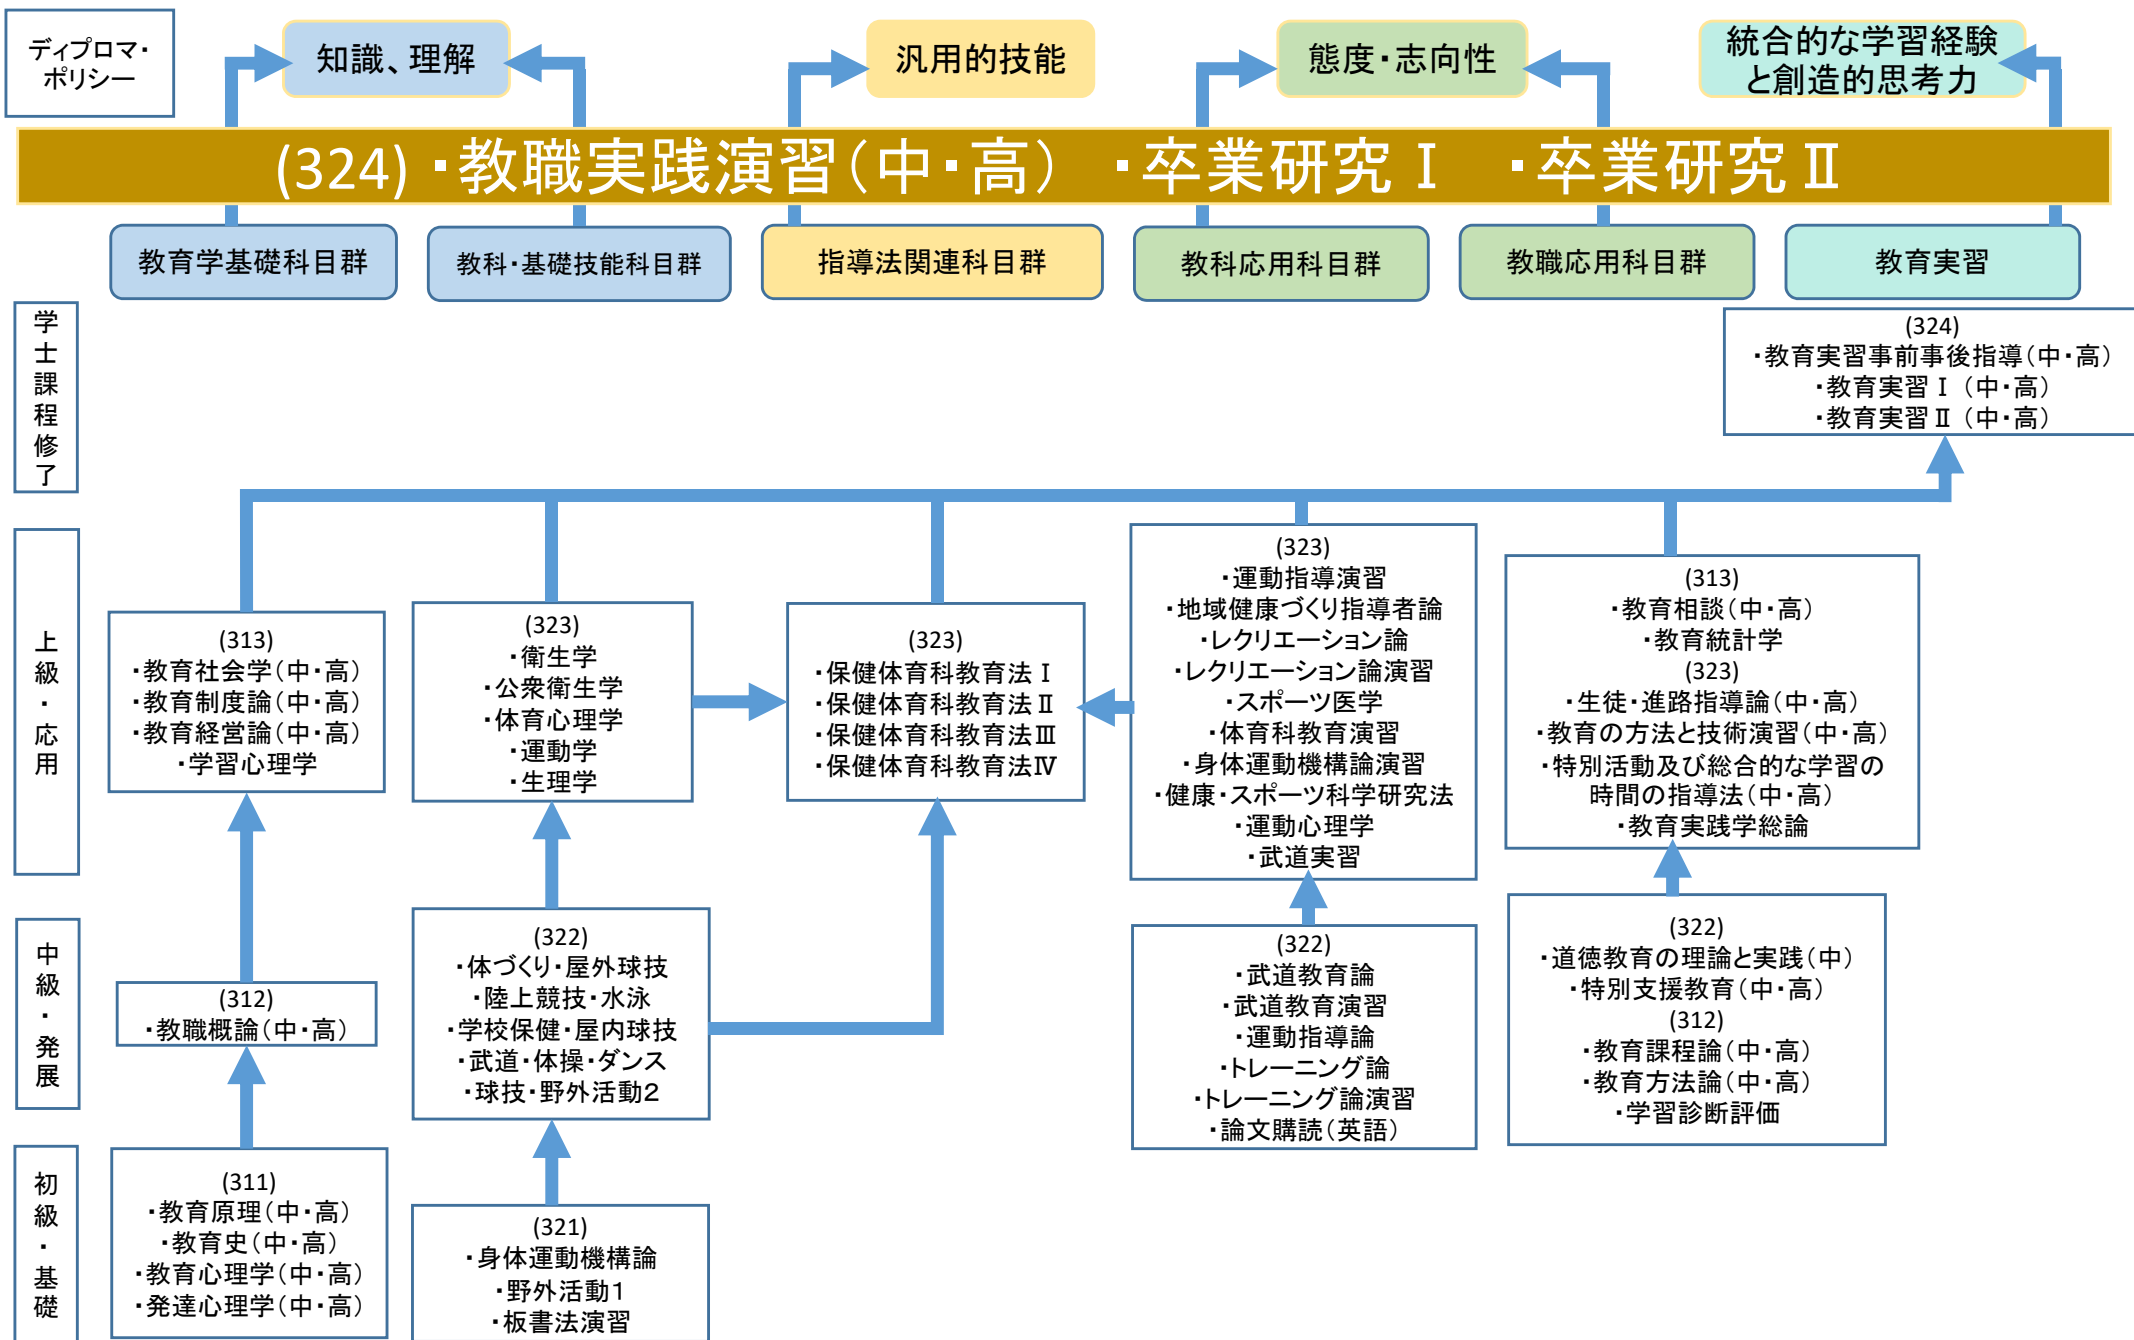 ディプロマ・
ポリシー
知識、理解
汎用的技能
態度・志向性
統合的な学習経験
と創造的思考力
(324)・教職実践演習(中・高) ・卒業研究Ⅰ ・卒業研究Ⅱ
教育学基礎科目群
教科・基礎技能科目群
指導法関連科目群
教科応用科目群
教職応用科目群
教育実習
学士課程修了
(324)
・教育実習事前事後指導(中・高)
・教育実習Ⅰ(中・高)
・教育実習Ⅱ(中・高)
上級・応用
(313)
・教育社会学(中・高)
・教育制度論(中・高)
・教育経営論(中・高)
・学習心理学
(323)
・衛生学
・公衆衛生学
・体育心理学
・運動学
・生理学
(323)
・保健体育科教育法Ⅰ
・保健体育科教育法Ⅱ
・保健体育科教育法Ⅲ
・保健体育科教育法Ⅳ
(323)
・運動指導演習
・地域健康づくり指導者論
・レクリエーション論
・レクリエーション論演習
・スポーツ医学
・体育科教育演習
・身体運動機構論演習
・健康・スポーツ科学研究法
・運動心理学
・武道実習
(313)
・教育相談(中・高)
・教育統計学
(323)
・生徒・進路指導論(中・高)
・教育の方法と技術演習(中・高)
・特別活動及び総合的な学習の
時間の指導法(中・高)
・教育実践学総論
中級・発展
(312)
・教職概論(中・高)
(322)
・体づくり・屋外球技
・陸上競技・水泳
・学校保健・屋内球技
・武道・体操・ダンス
・球技・野外活動2
(322)
・武道教育論
・武道教育演習
・運動指導論
・トレーニング論
・トレーニング論演習
・論文購読(英語)
(322)
・道徳教育の理論と実践(中)
・特別支援教育(中・高)
(312)
・教育課程論(中・高)
・教育方法論(中・高)
・学習診断評価
初級・基礎
(311)
・教育原理(中・高)
・教育史(中・高)
・教育心理学(中・高)
・発達心理学(中・高)
(321)
・身体運動機構論
・野外活動1
・板書法演習